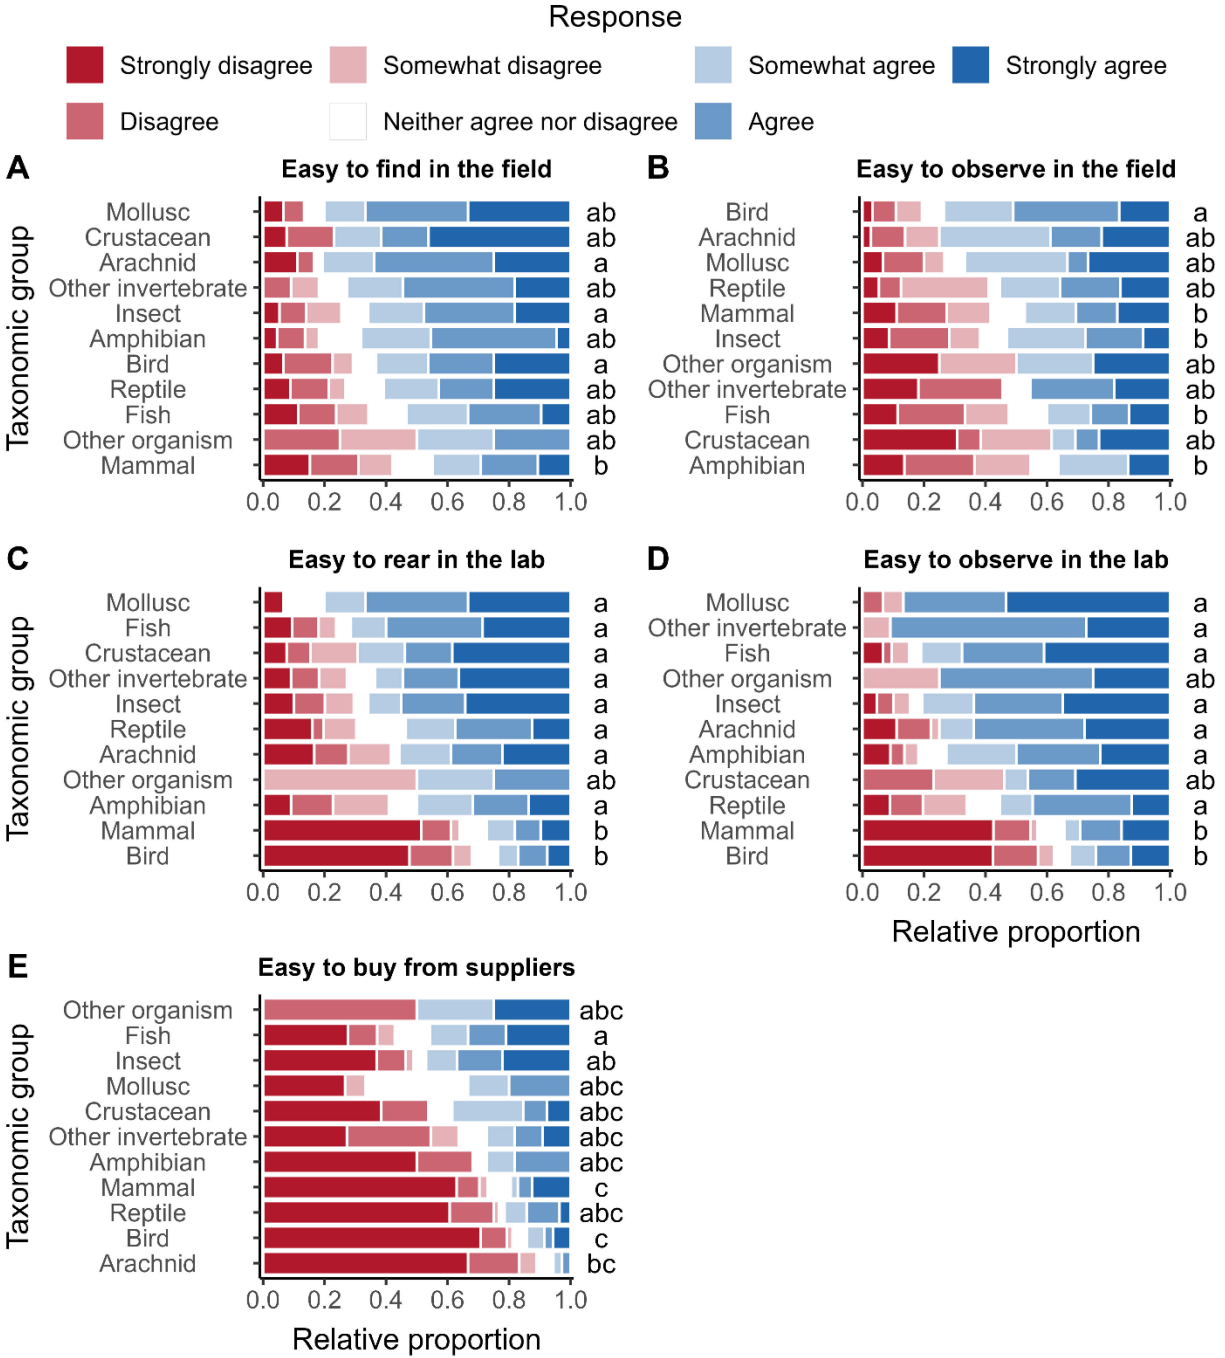 Response
Strongly disagree Somewhat disagree Somewhat agree Strongly agree
Disagree Neither agree nor disagree Agree
A Easy to find in the field
Taxonomic group
Mollusc ab
Crustacean ab
Arachnid a
Other invertebrate ab
Insect a
Amphibian ab
Bird a
Reptile ab
Fish ab
Other organism ab
Mammal b
0.0 0.2 0.4 0.6 0.8 1.0
B Easy to observe in the field
Bird a
Arachnid ab
Mollusc ab
Reptile ab
Mammal b
Insect b
Other organism ab
Other invertebrate ab
Fish b
Crustacean ab
Amphibian b
0.0 0.2 0.4 0.6 0.8 1.0
C Easy to rear in the lab
Taxonomic group
Mollusc a
Fish a
Crustacean a
Other invertebrate a
Insect a
Reptile a
Arachnid a
Other organism ab
Amphibian a
Mammal b
Bird b
0.0 0.2 0.4 0.6 0.8 1.0
D Easy to observe in the lab
Mollusc a
Other invertebrate a
Fish a
Other organism ab
Insect a
Arachnid a
Amphibian a
Crustacean ab
Reptile a
Mammal b
Bird b
0.0 0.2 0.4 0.6 0.8 1.0
Relative proportion
E Easy to buy from suppliers
Taxonomic group
Other organism abc
Fish a
Insect ab
Mollusc abc
Crustacean abc
Other invertebrate abc
Amphibian abc
Mammal c
Reptile abc
Bird c
Arachnid bc
0.0 0.2 0.4 0.6 0.8 1.0
Relative proportion